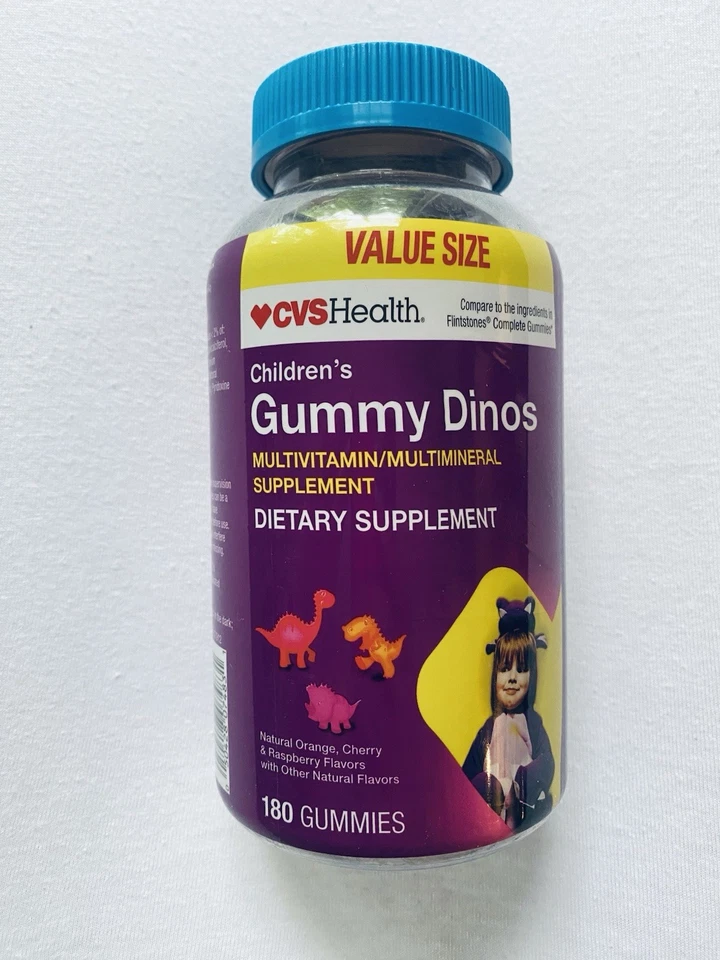 VALUE SIZE
CVSHealth®
Compare to the ingredients in
Flintstones® Complete Gummies*
Children's
Gummy Dinos
MULTIVITAMIN/MULTIMINERAL
SUPPLEMENT
DIETARY SUPPLEMENT
Natural Orange, Cherry
& Raspberry Flavors
with Other Natural Flavors
180 GUMMIES